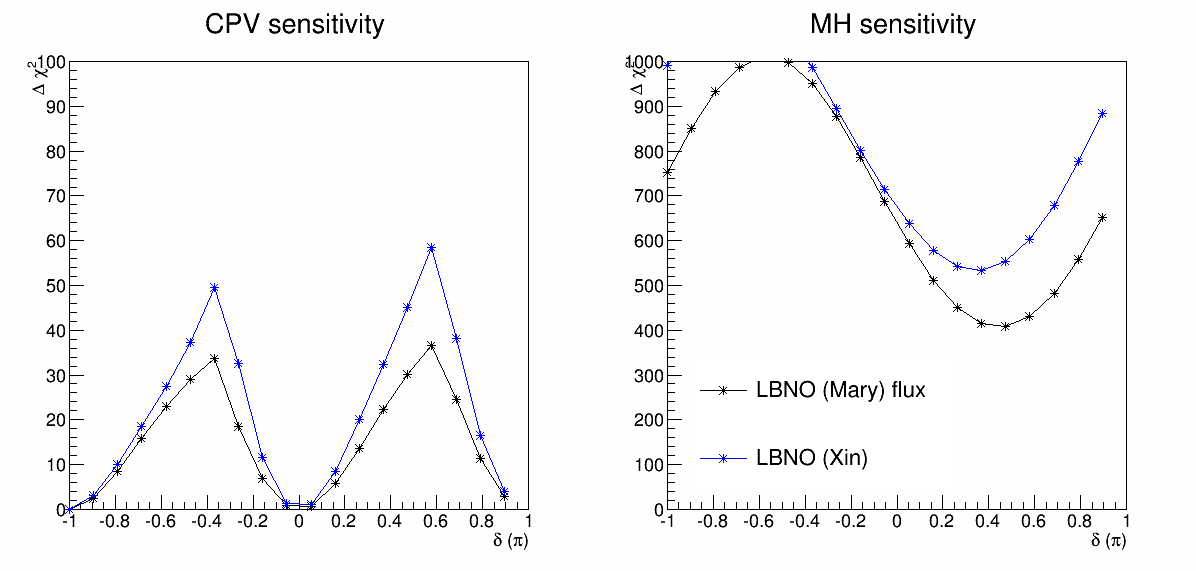 CPV sensitivity
Δ χ²
100
90
80
70
60
50
40
30
20
10
0
-1 -0.8 -0.6 -0.4 -0.2 0 0.2 0.4 0.6 0.8 1
δ (π)
MH sensitivity
Δ χ²
1000
900
800
700
600
500
400
300
200
100
0
-1 -0.8 -0.6 -0.4 -0.2 0 0.2 0.4 0.6 0.8 1
δ (π)
LBNO (Mary) flux
LBNO (Xin)